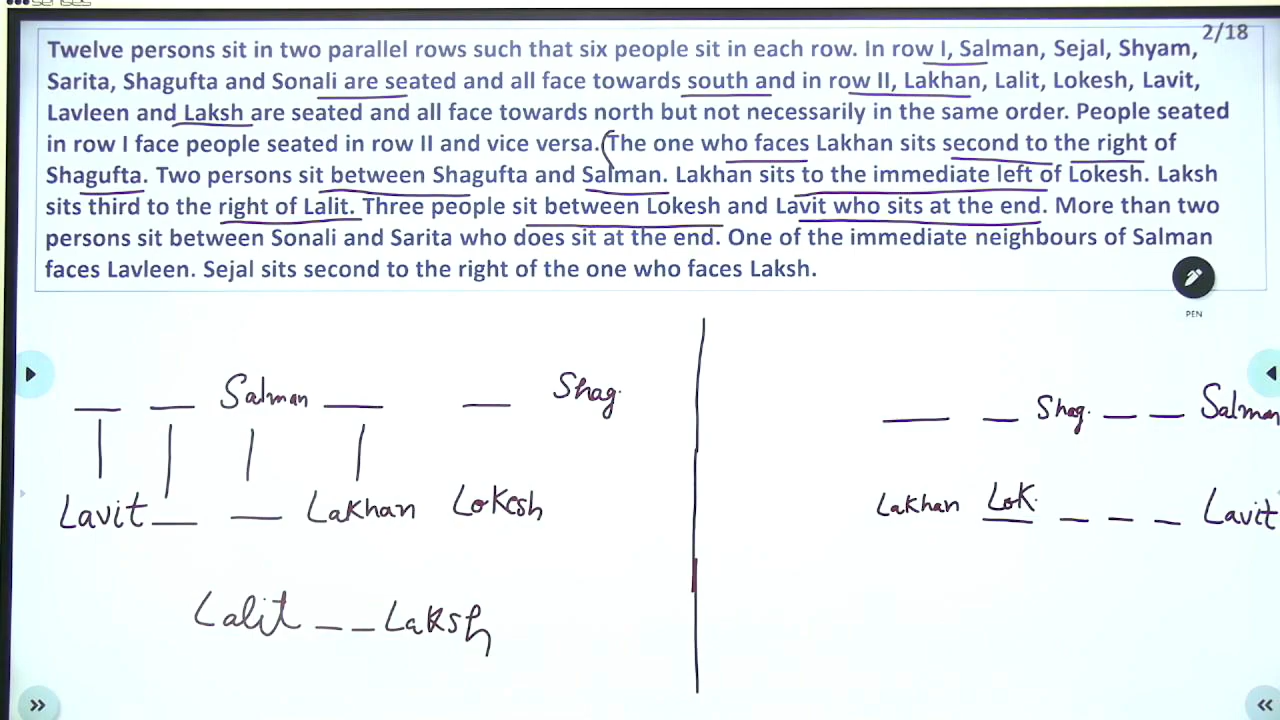 2/18
Twelve persons sit in two parallel rows such that six people sit in each row. In row I, Salman, Sejal, Shyam,
Sarita, Shagufta and Sonali are seated and all face towards south and in row II, Lakhan, Lalit, Lokesh, Lavit,
Lavleen and Laksh are seated and all face towards north but not necessarily in the same order. People seated
in row I face people seated in row II and vice versa. The one who faces Lakhan sits second to the right of
Shagufta. Two persons sit between Shagufta and Salman. Lakhan sits to the immediate left of Lokesh. Laksh
sits third to the right of Lalit. Three people sit between Lokesh and Lavit who sits at the end. More than two
persons sit between Sonali and Sarita who does sit at the end. One of the immediate neighbours of Salman
faces Lavleen. Sejal sits second to the right of the one who faces Laksh.
PEN
Salman Shag.
Lavit Lakhan Lokesh
Lalit Laksh
Shag. Salman
Lakhan Lok. Lavit